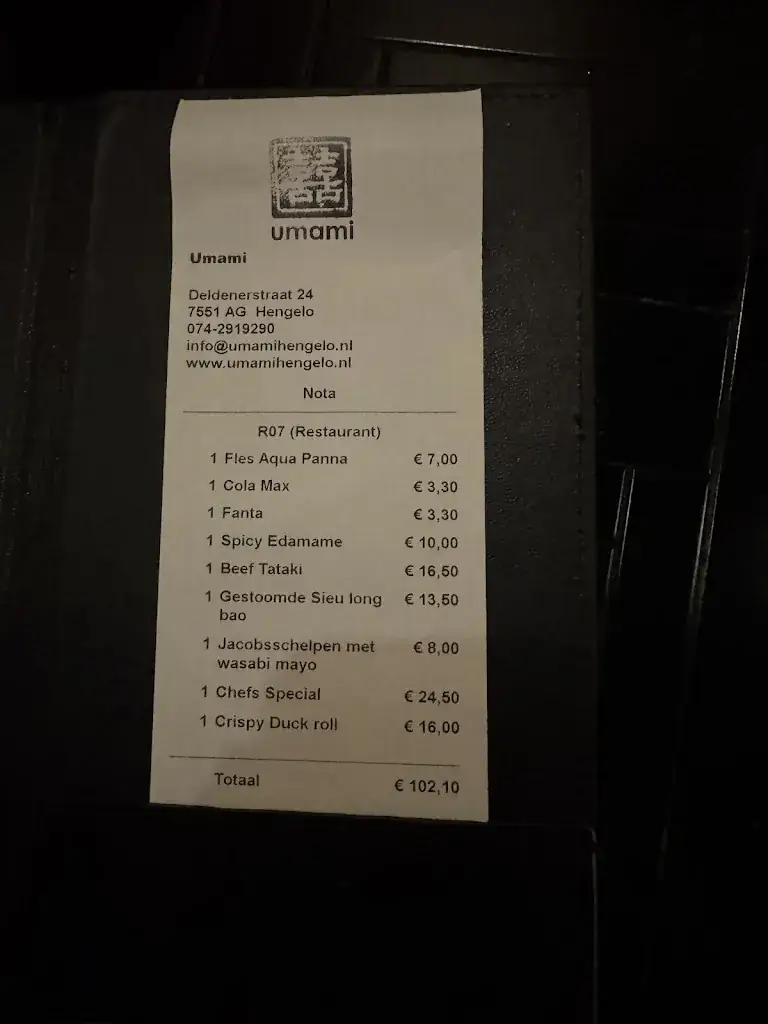 umami
Umami
Deldenerstraat 24
7551 AG Hengelo
074-2919290
info@umamihengelo.nl
www.umamihengelo.nl
Nota
R07 (Restaurant)
1 Fles Aqua Panna € 7,00
1 Cola Max € 3,30
1 Fanta € 3,30
1 Spicy Edamame € 10,00
1 Beef Tataki € 16,50
1 Gestoomde Sieu long € 13,50
bao
1 Jacobsschelpen met € 8,00
wasabi mayo
1 Chefs Special € 24,50
1 Crispy Duck roll € 16,00
Totaal € 102,10